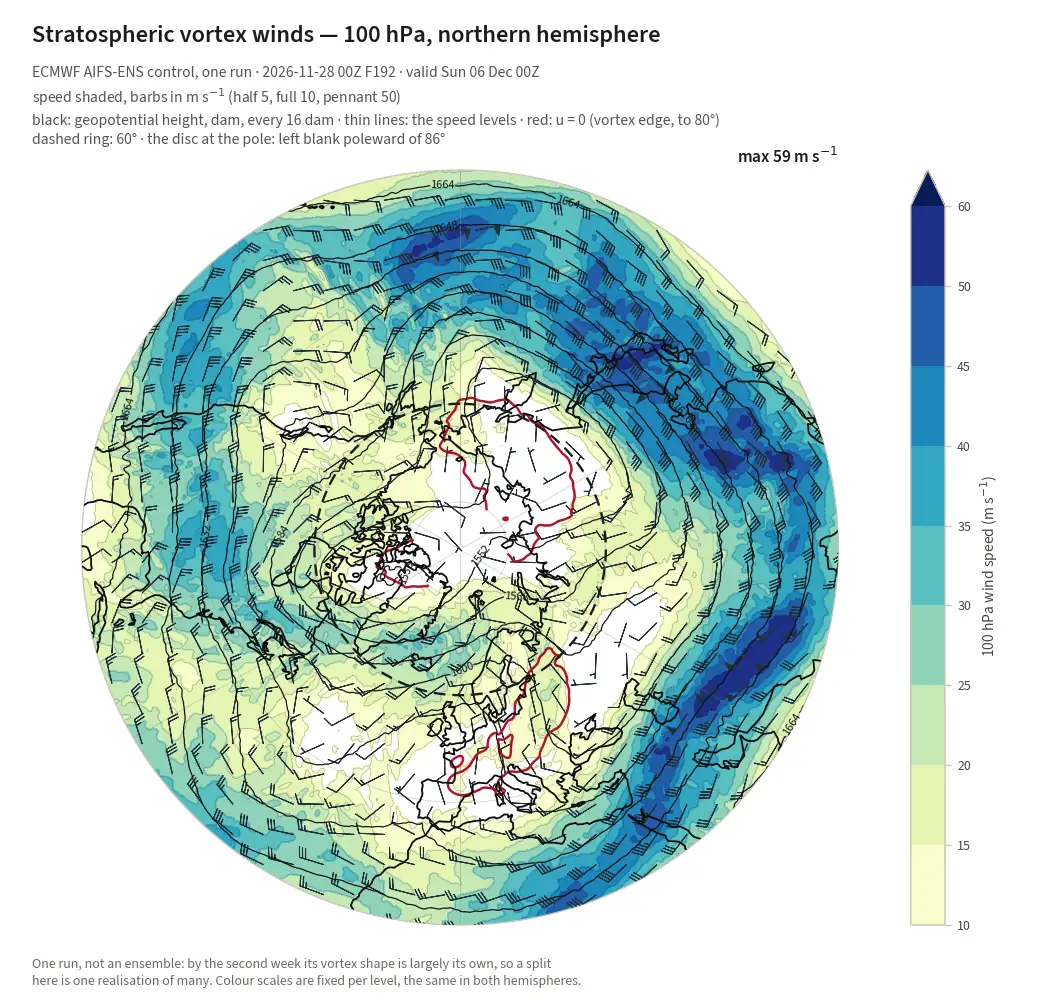 Stratospheric vortex winds — 100 hPa, northern hemisphere
ECMWF AIFS-ENS control, one run · 2026-11-28 00Z F192 · valid Sun 06 Dec 00Z
speed shaded, barbs in m s⁻¹ (half 5, full 10, pennant 50)
black: geopotential height, dam, every 16 dam · thin lines: the speed levels · red: u = 0 (vortex edge, to 80°)
dashed ring: 60° · the disc at the pole: left blank poleward of 86°
max 59 m s⁻¹
1664
1664
1648
1664
1632
1584
1552
1600
1664
60
50
45
40
35
30
25
20
15
10
100 hPa wind speed (m s⁻¹)
One run, not an ensemble: by the second week its vortex shape is largely its own, so a split
here is one realisation of many. Colour scales are fixed per level, the same in both hemispheres.